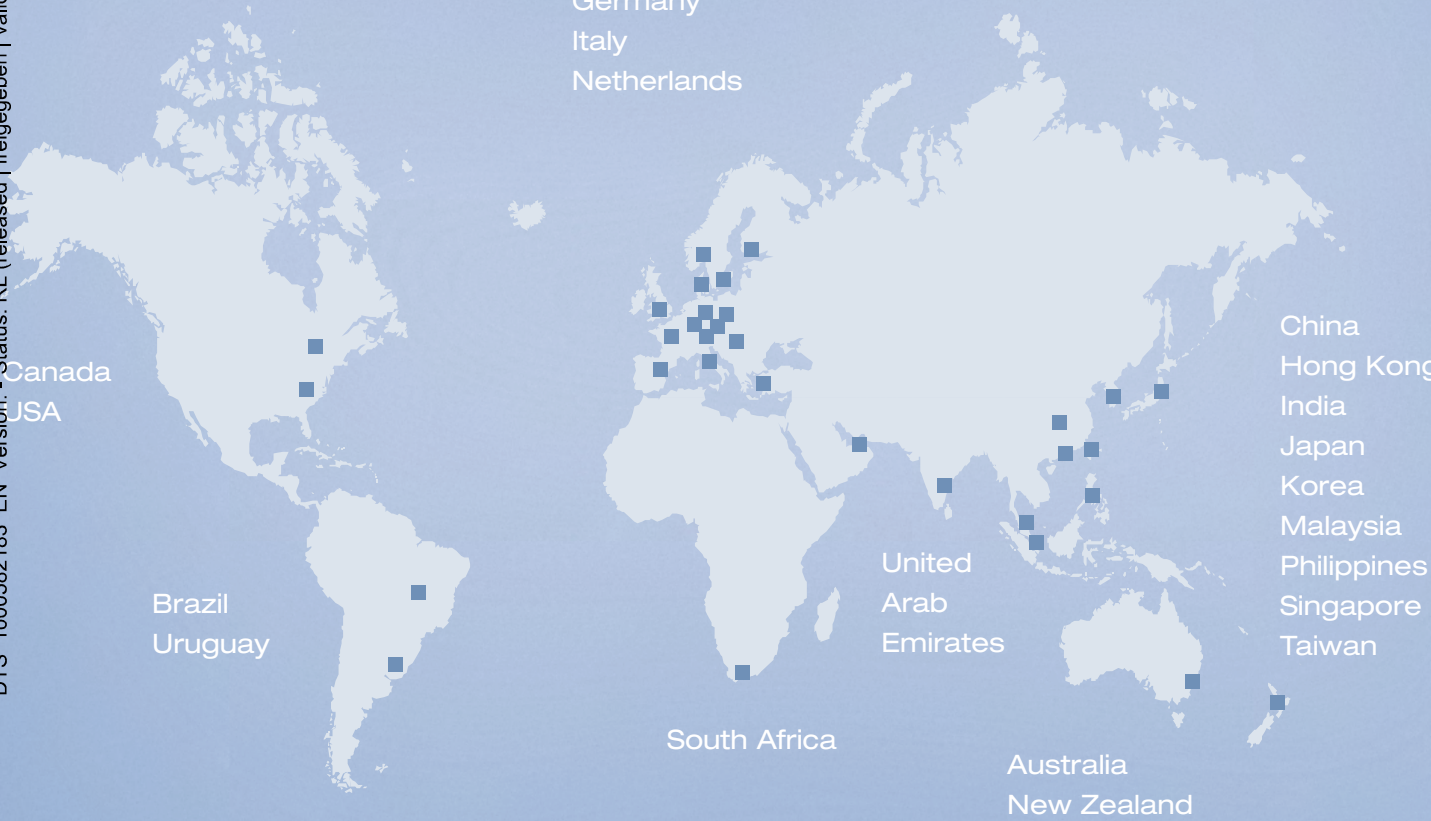 Germany
Italy
Netherlands
Canada
USA
Brazil
Uruguay
South Africa
United
Arab
Emirates
Australia
New Zealand
China
Hong Kong
India
Japan
Korea
Malaysia
Philippines
Singapore
Taiwan